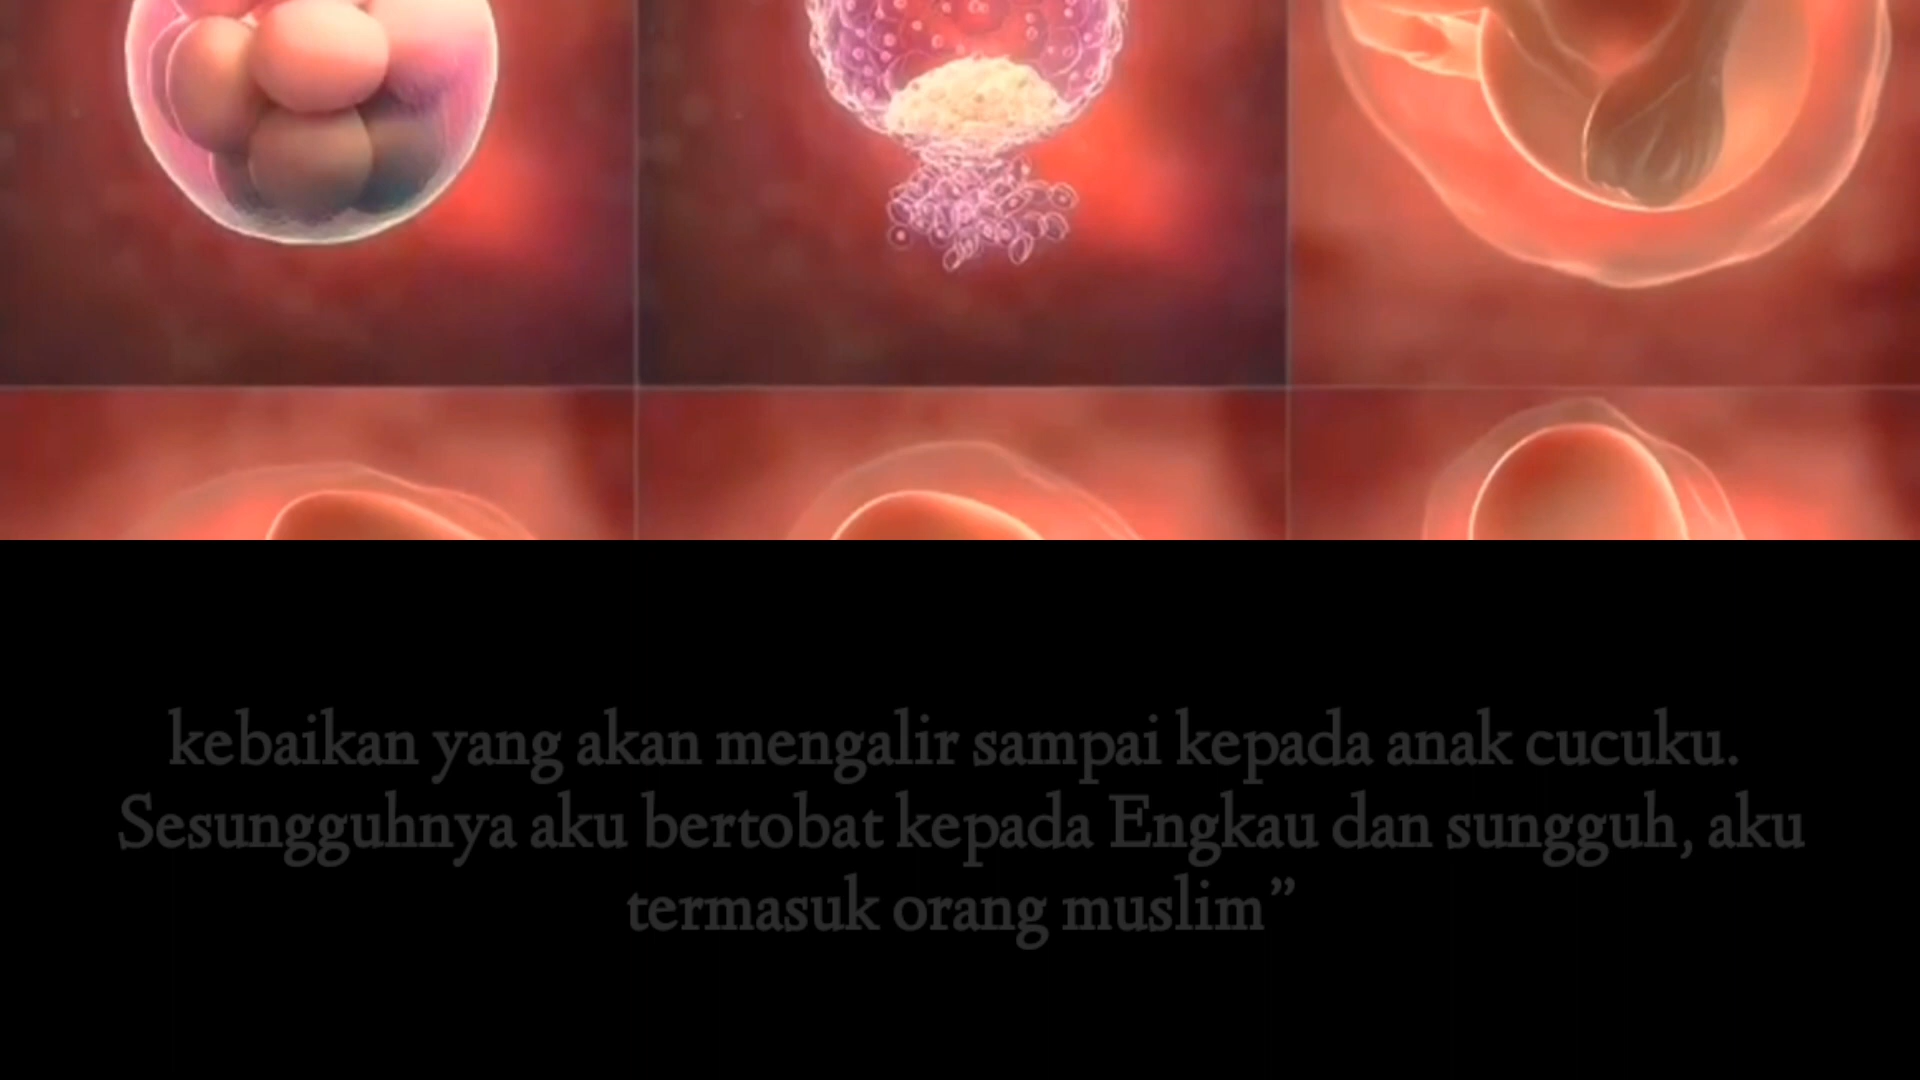 kebaikan yang akan mengalir sampai kepada anak cucuku.
Sesungguhnya aku bertobat kepada Engkau dan sungguh, aku
termasuk orang muslim”